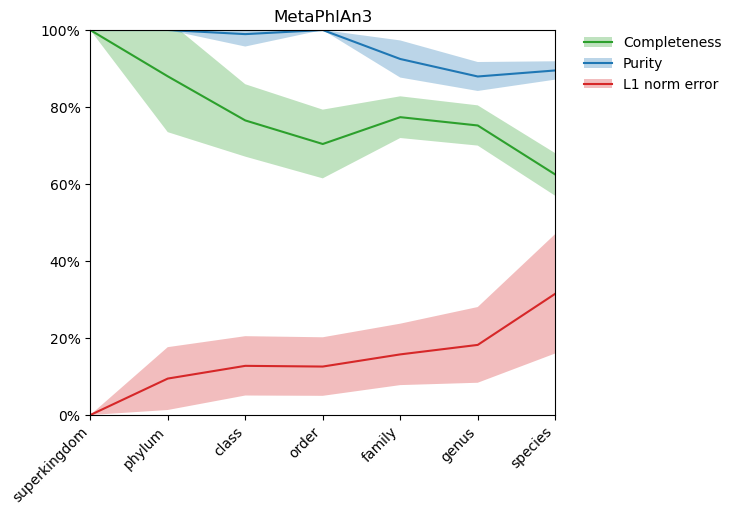 MetaPhlAn3
100%
80%
60%
40%
20%
0%
superkingdom
phylum
class
order
family
genus
species
Completeness
Purity
L1 norm error